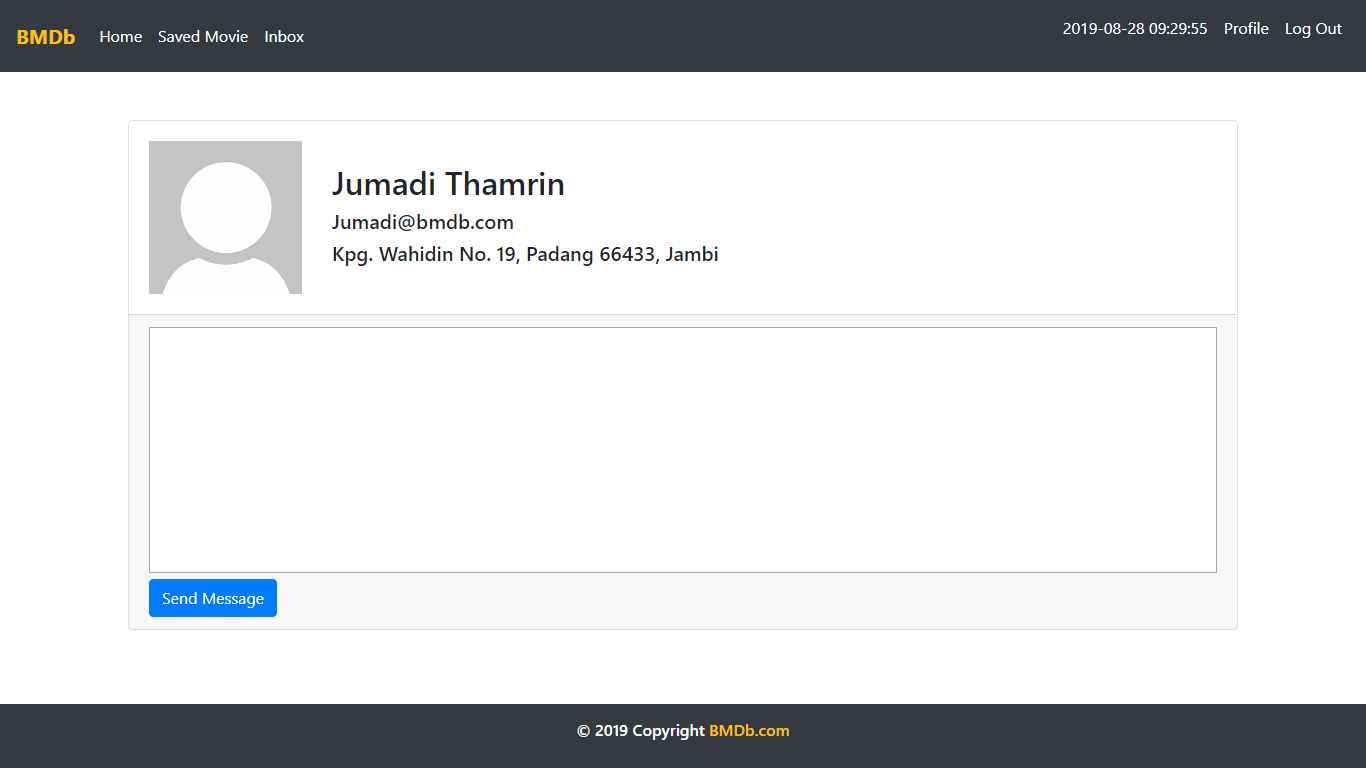 BMDb Home Saved Movie Inbox 2019-08-28 09:29:55 Profile Log Out
Jumadi Thamrin
Jumadi@bmdb.com
Kpg. Wahidin No. 19, Padang 66433, Jambi
Send Message
© 2019 Copyright BMDb.com